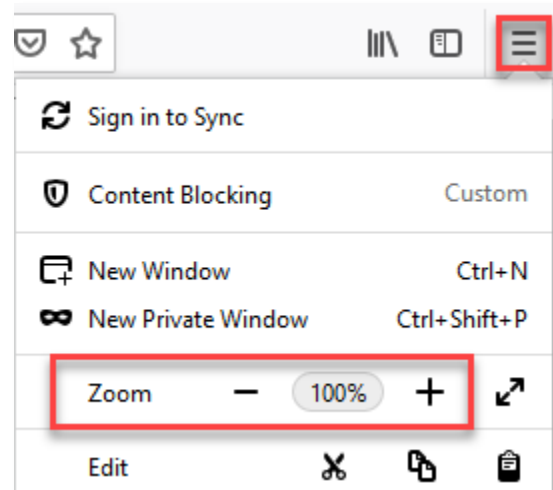 Sign in to Sync
Content Blocking Custom
New Window Ctrl+N
New Private Window Ctrl+Shift+P
Zoom 100%
Edit